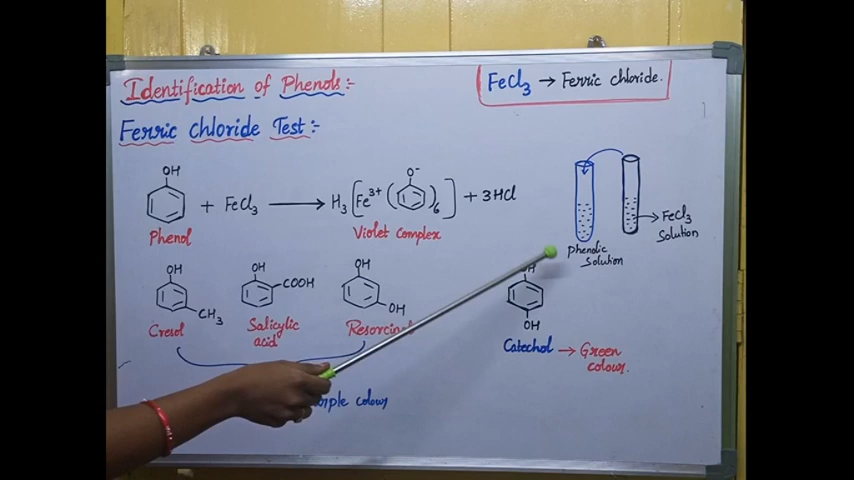 Identification of Phenols:-
FeCl3 → Ferric chloride.
Ferric Chloride Test:-
OH
+ FeCl3 → H3 [Fe3+ ( O- )6] + 3HCl
Phenol
Violet Complex
FeCl3
Solution
Phenolic
Solution
OH
CH3
Cresol
OH
COOH
Salicylic
acid
OH
OH
OH
OH
Catechol → Green
colour.
colour